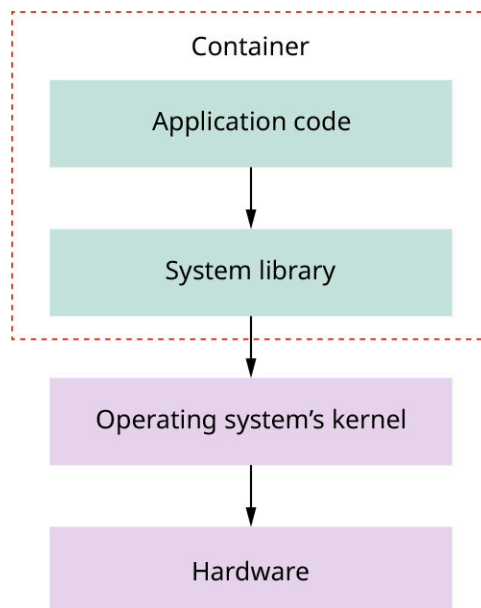 Container
Application code
System library
Operating system’s kernel
Hardware